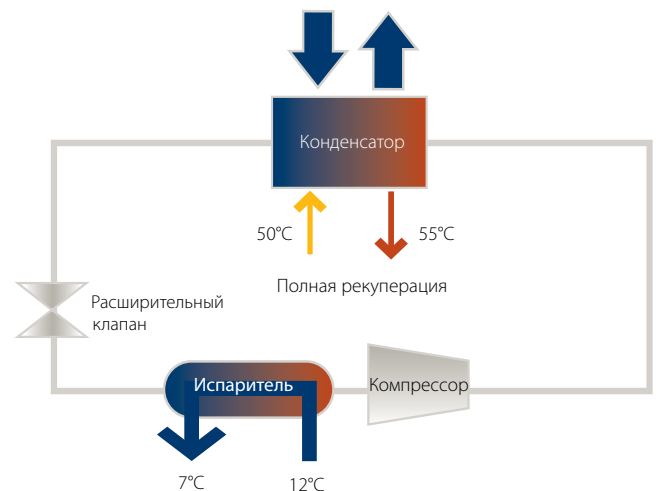 Конденсатор
50°C
55°C
Полная рекуперация
Расширительный
клапан
Испаритель
Компрессор
7°C
12°C